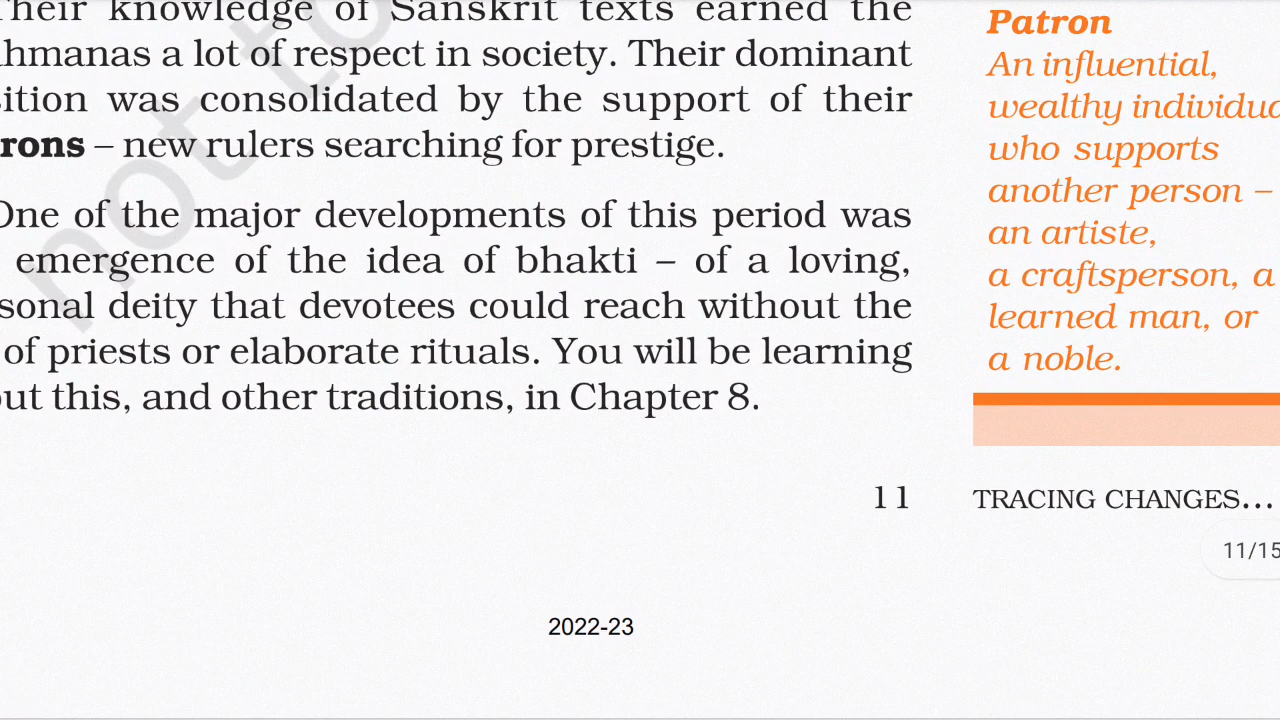 Their knowledge of Sanskrit texts earned the
ahmanas a lot of respect in society. Their dominant
sition was consolidated by the support of their
rons – new rulers searching for prestige.
One of the major developments of this period was
emergence of the idea of bhakti – of a loving,
sonal deity that devotees could reach without the
of priests or elaborate rituals. You will be learning
out this, and other traditions, in Chapter 8.
Patron
An influential,
wealthy individua
who supports
another person –
an artiste,
a craftsperson, a
learned man, or
a noble.
11
TRACING CHANGES...
11/15
2022-23
not to